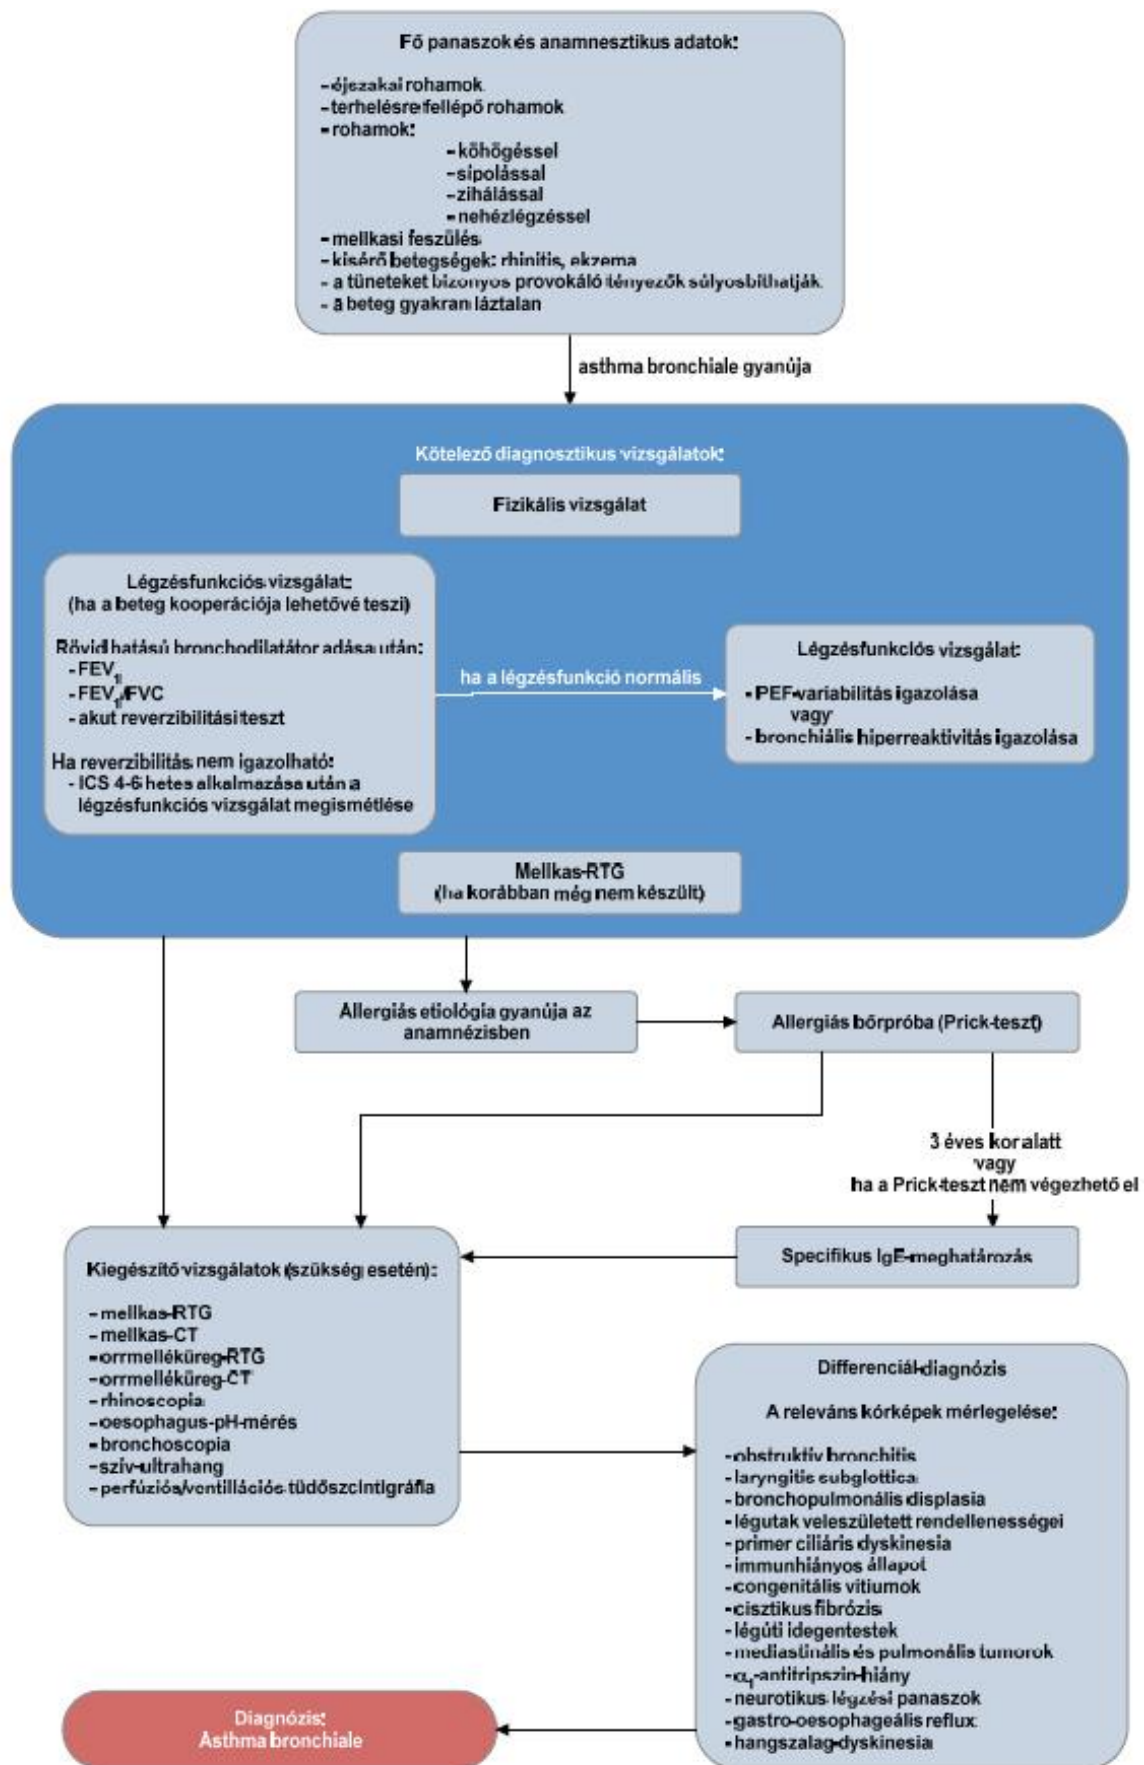 Fő panaszok és anamnesztikus adatok:
- éjszakai rohamok
- terhelésre fellépő rohamok
- rohamok:
- köhögéssel
- sípolással
- zihálással
- nehézlégzéssel
- mellkasi feszülés
- kisérő betegségek: rhinitis, ekzema
- a tüneteket bizonyos provokáló tényezők súlyosbíthatják
- a beteg gyakran láztalan
asthma bronchiale gyanúja
Kötelező diagnosztikus vizsgálatok:
Fizikális vizsgálat
Légzésfunkciós vizsgálat:
(ha a beteg kooperációja lehetővé teszi)
Rövid hatású bronchodilatátor adása után:
- FEV₁
- FEV₁/FVC
- akut reverzibilitási teszt
Ha reverzibilitás nem igazolható:
- ICS 4-6 hetes alkalmazása után a
légzésfunkciós vizsgálat megismétlése
ha a légzésfunkció normális
Légzésfunkciós vizsgálat:
- PEF-variabilitás igazolása
vagy
- bronchiális hiperreaktivitás igazolása
Mellkas-RTG
(ha korábban még nem készült)
Allergiás etiológia gyanúja az
anamnézisben
Allergiás bőrpróba (Prick-teszt)
3 éves kor alatt
vagy
ha a Prick-teszt nem végezhető el
Specifikus IgE-meghatározás
Kiegészítő vizsgálatok (szükség esetén):
- mellkas-RTG
- mellkas-CT
- orrmelléküreg-RTG
- orrmelléküreg-CT
- rhinoscopia
- oesophagus-pH-mérés
- bronchoscopia
- szív-ultrahang
- perfúziós/ventillációs tüdőszcintigráfia
Differenciál-diagnózis
A releváns kórképek mérlegelése:
- obstruktív bronchitis
- laryngitis subglottica
- bronchopulmonális displasia
- légutak veleszületett rendellenességei
- primer ciliáris dyskinesia
- immunhiányos állapot
- congenitális vitiumok
- cisztikus fibrózis
- légúti idegentestek
- mediastinális és pulmonális tumorok
- α₁-antitripszin-hiány
- neurotikus légzési panaszok
- gastro-oesophageális reflux
- hangszalag-dyskinesia
Diagnózis:
Asthma bronchiale